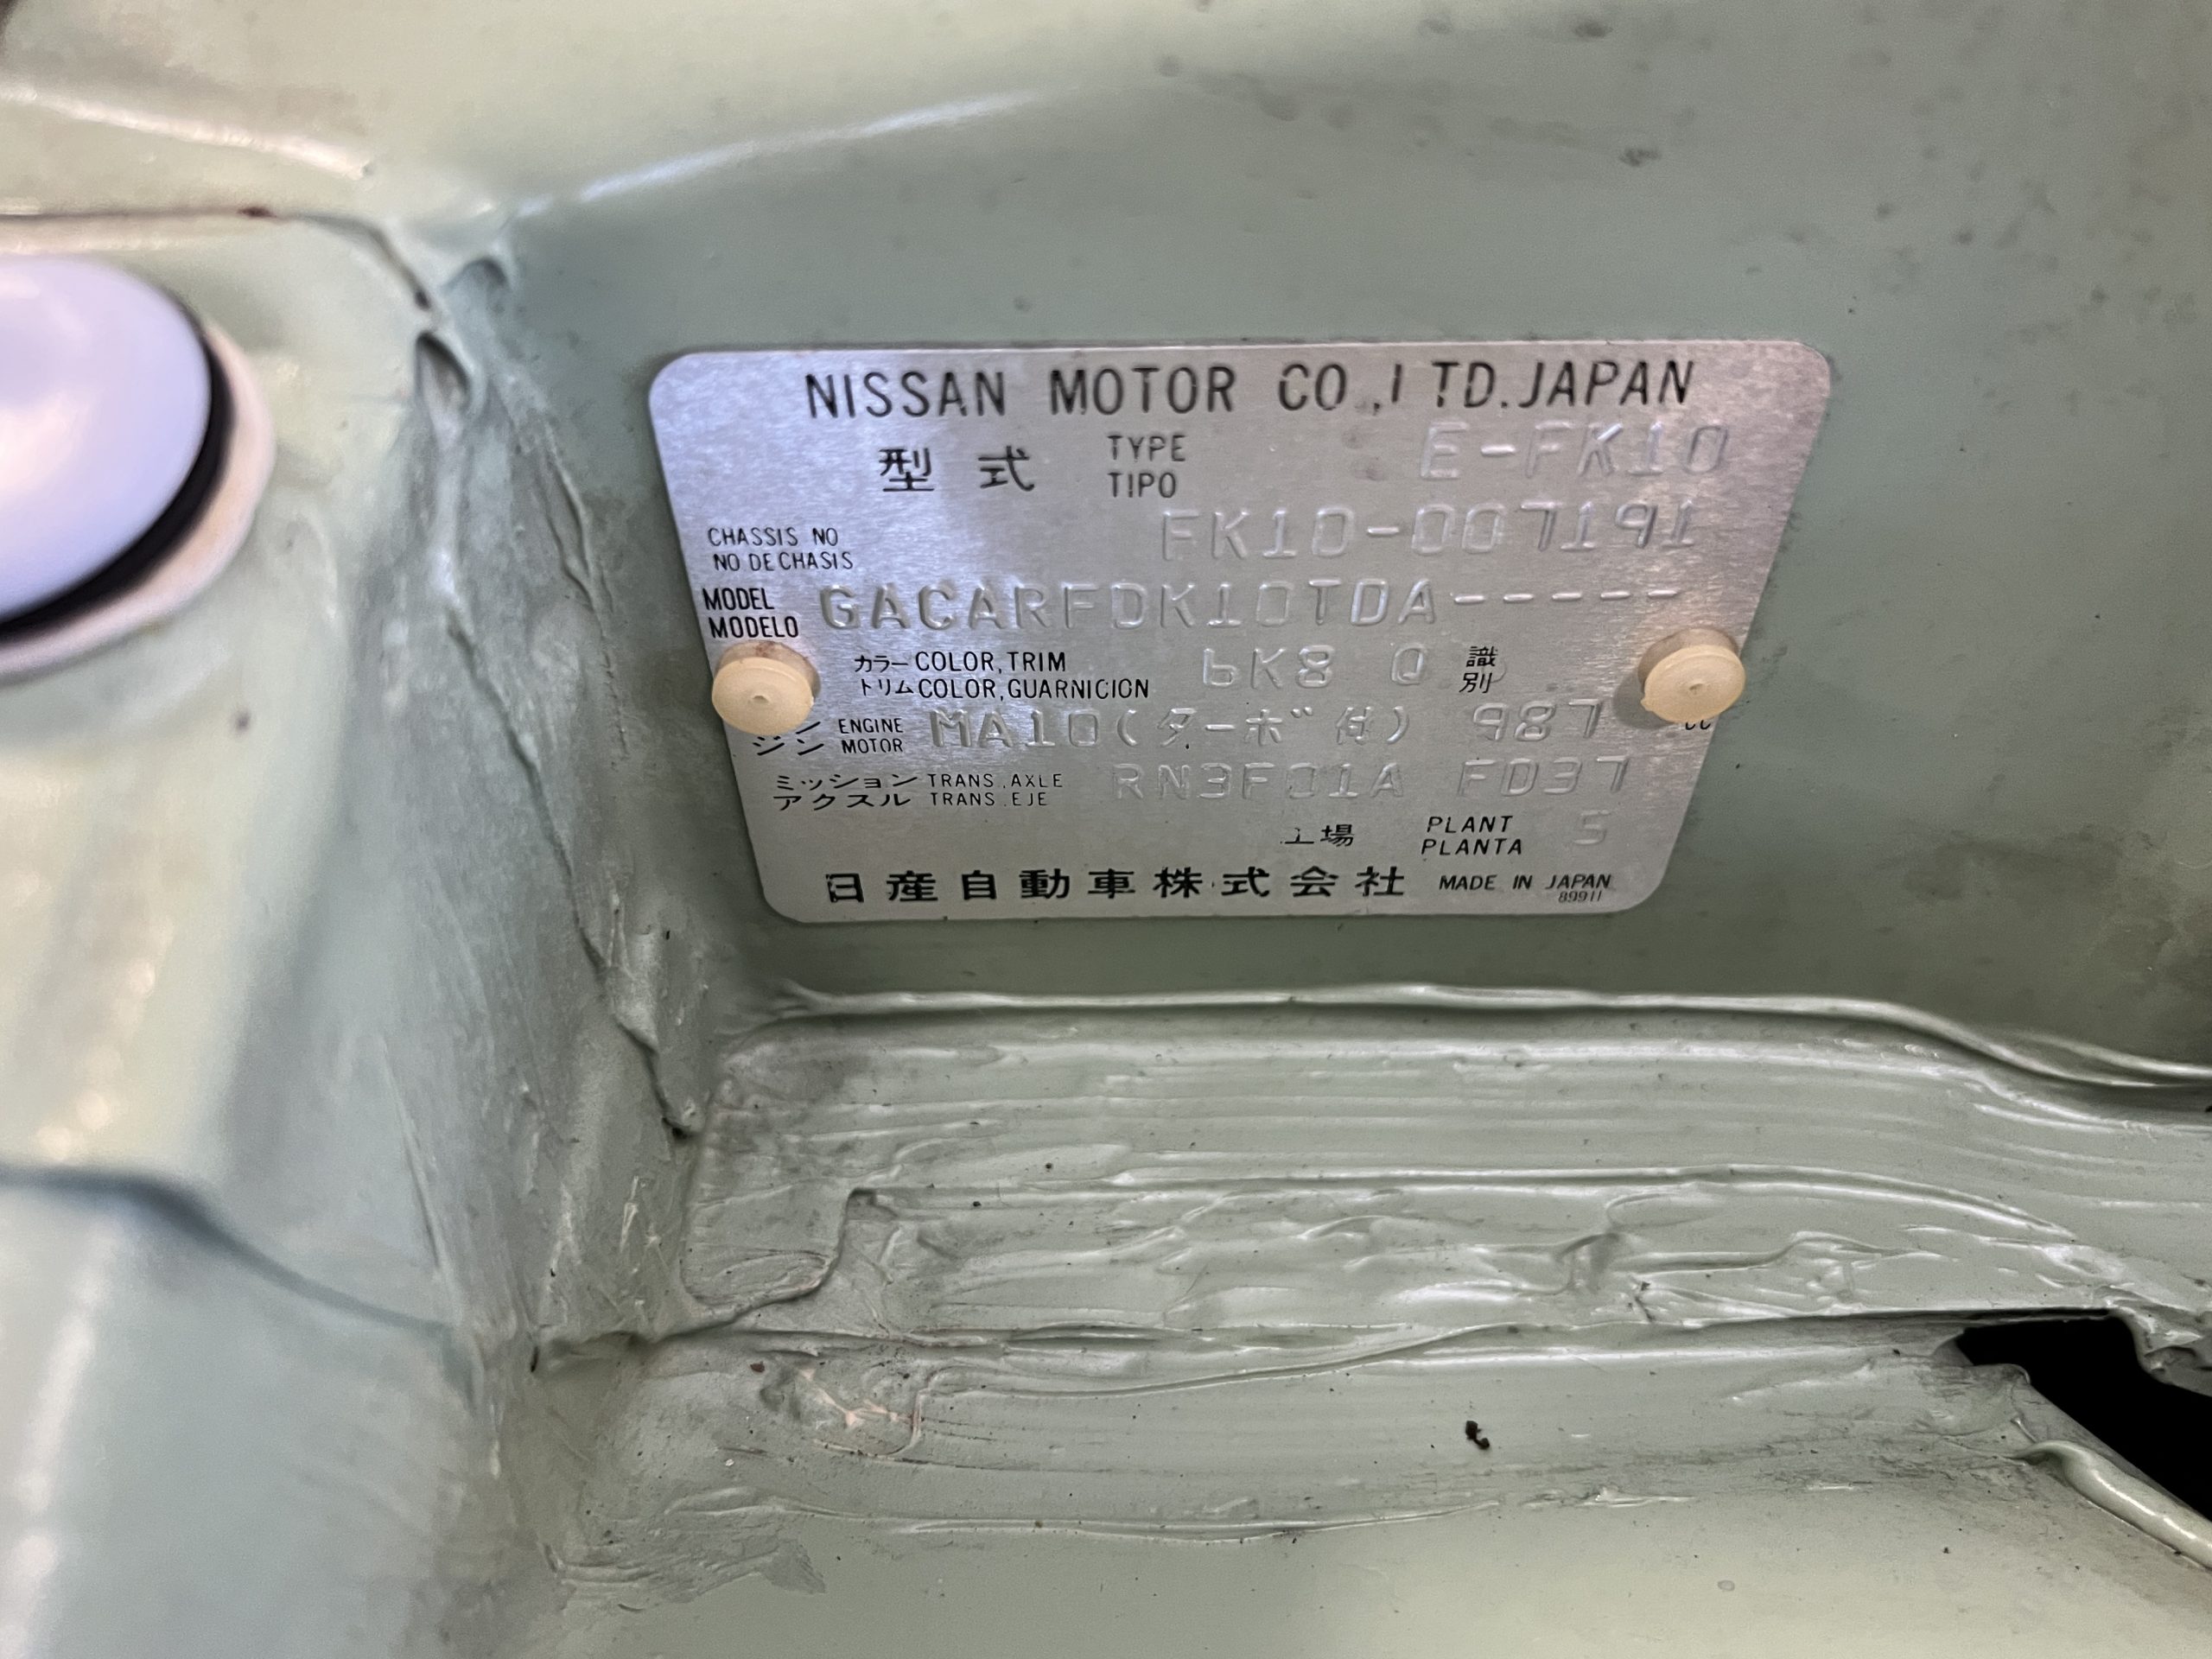 NISSAN MOTOR CO.,LTD.JAPAN
型 式 TYPE TIPO E-FK10
CHASSIS NO
NO DE CHASIS FK10-007191
MODEL
MODELO GACARFDK10TDA-----
カラー COLOR,TRIM
トリム COLOR,GUARNICION 6K8 Q 識別
ジン ENGINE
MOTOR MA10(ターボ付) 987 cc
ミッション TRANS.AXLE
アクスル TRANS.EJE RN3F01A FD37
工場 PLANT
PLANTA 5
日産自動車株式会社 MADE IN JAPAN
89911